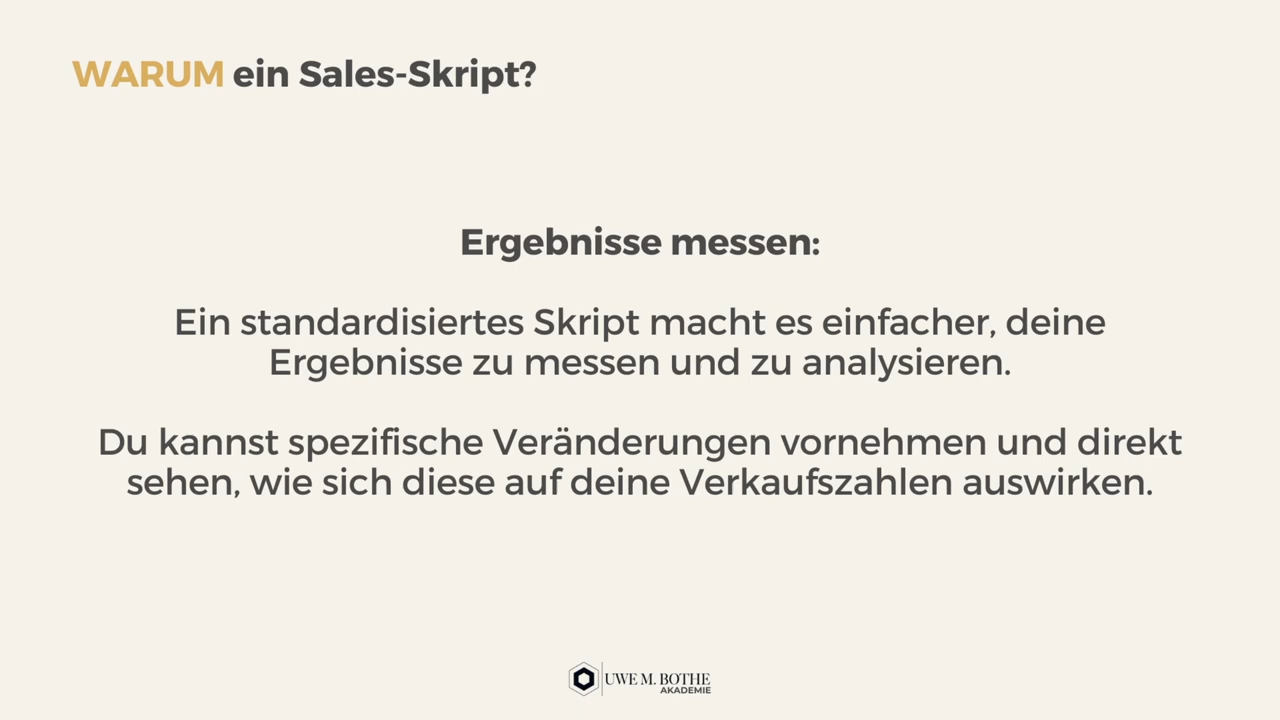 WARUM ein Sales-Skript?
Ergebnisse messen:
Ein standardisiertes Skript macht es einfacher, deine
Ergebnisse zu messen und zu analysieren.
Du kannst spezifische Veränderungen vornehmen und direkt
sehen, wie sich diese auf deine Verkaufszahlen auswirken.
UWE M. BOTHE
AKADEMIE